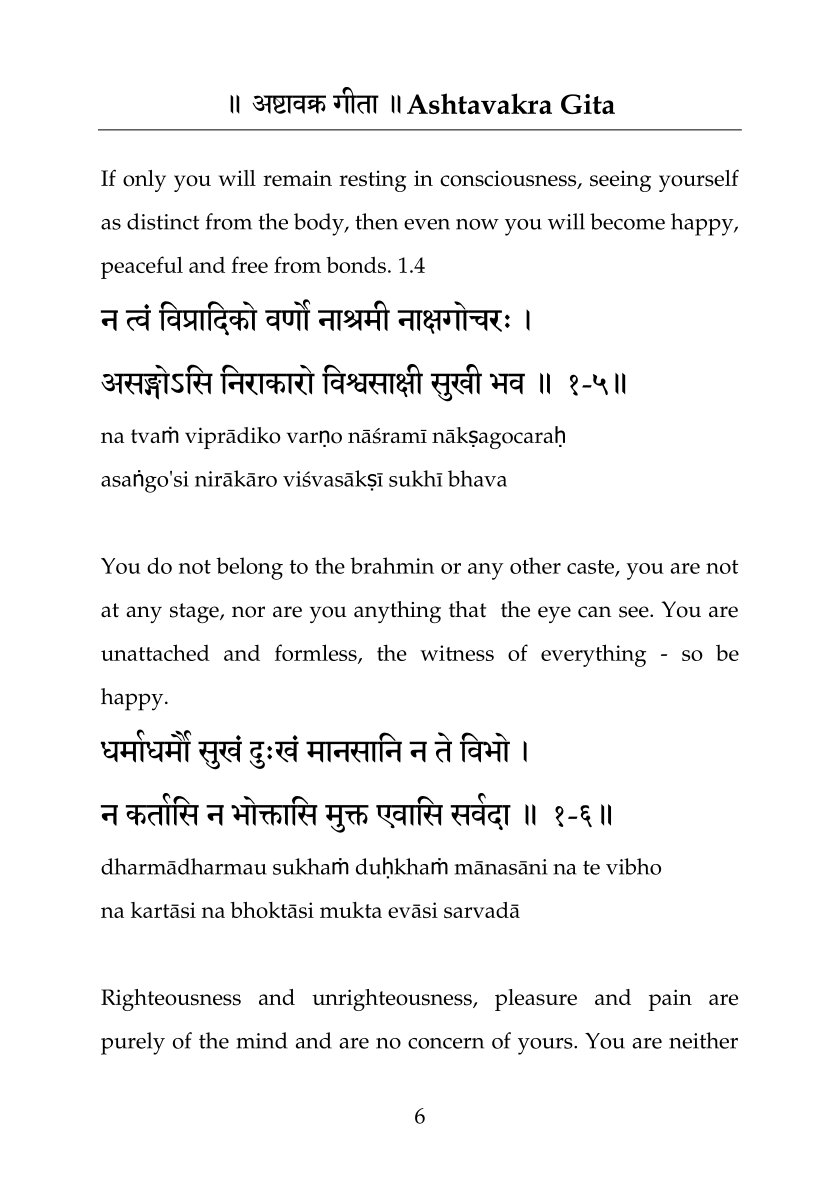 ॥ अष्टावक्र गीता ॥ Ashtavakra Gita
If only you will remain resting in consciousness, seeing yourself
as distinct from the body, then even now you will become happy,
peaceful and free from bonds. 1.4
न त्वं विप्रादिको वर्णो नाश्रमी नाक्षगोचरः ।
असङ्गोऽसि निराकारो विश्वसाक्षी सुखी भव ॥ १-५॥
na tvaṁ viprādiko varṇo nāśramī nākṣagocaraḥ
asaṅgo'si nirākāro viśvasākṣī sukhī bhava
You do not belong to the brahmin or any other caste, you are not
at any stage, nor are you anything that the eye can see. You are
unattached and formless, the witness of everything - so be
happy.
धर्माधर्मौ सुखं दुःखं मानसानि न ते विभो ।
न कर्तासि न भोक्तासि मुक्त एवासि सर्वदा ॥ १-६॥
dharmādharmau sukhaṁ duḥkhaṁ mānasāni na te vibho
na kartāsi na bhoktāsi mukta evāsi sarvadā
Righteousness and unrighteousness, pleasure and pain are
purely of the mind and are no concern of yours. You are neither
6